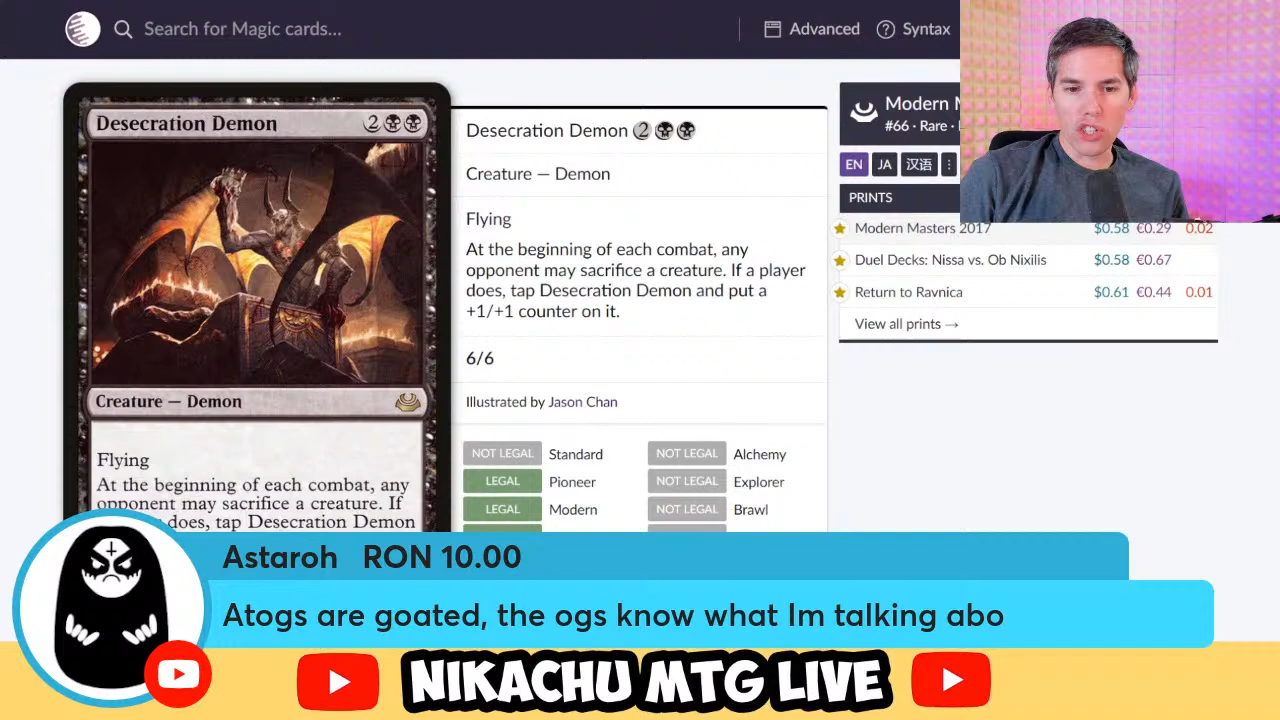 Search for Magic cards...
Advanced
Syntax
Desecration Demon 2
Creature — Demon
Flying
At the beginning of each combat, any
opponent may sacrifice a creature. If
does, tap Desecration Demon
Desecration Demon 2
Creature — Demon
Flying
At the beginning of each combat, any
opponent may sacrifice a creature. If a player
does, tap Desecration Demon and put a
+1/+1 counter on it.
6/6
Illustrated by Jason Chan
NOT LEGAL Standard NOT LEGAL Alchemy
LEGAL Pioneer NOT LEGAL Explorer
LEGAL Modern NOT LEGAL Brawl
Modern M
#66 · Rare ·
EN JA 汉语
PRINTS
Modern Masters 2017 $0.58 €0.29 0.02
Duel Decks: Nissa vs. Ob Nixilis $0.58 €0.67
Return to Ravnica $0.61 €0.44 0.01
View all prints →
Astaroh RON 10.00
Atogs are goated, the ogs know what Im talking abo
NIKACHU MTG LIVE